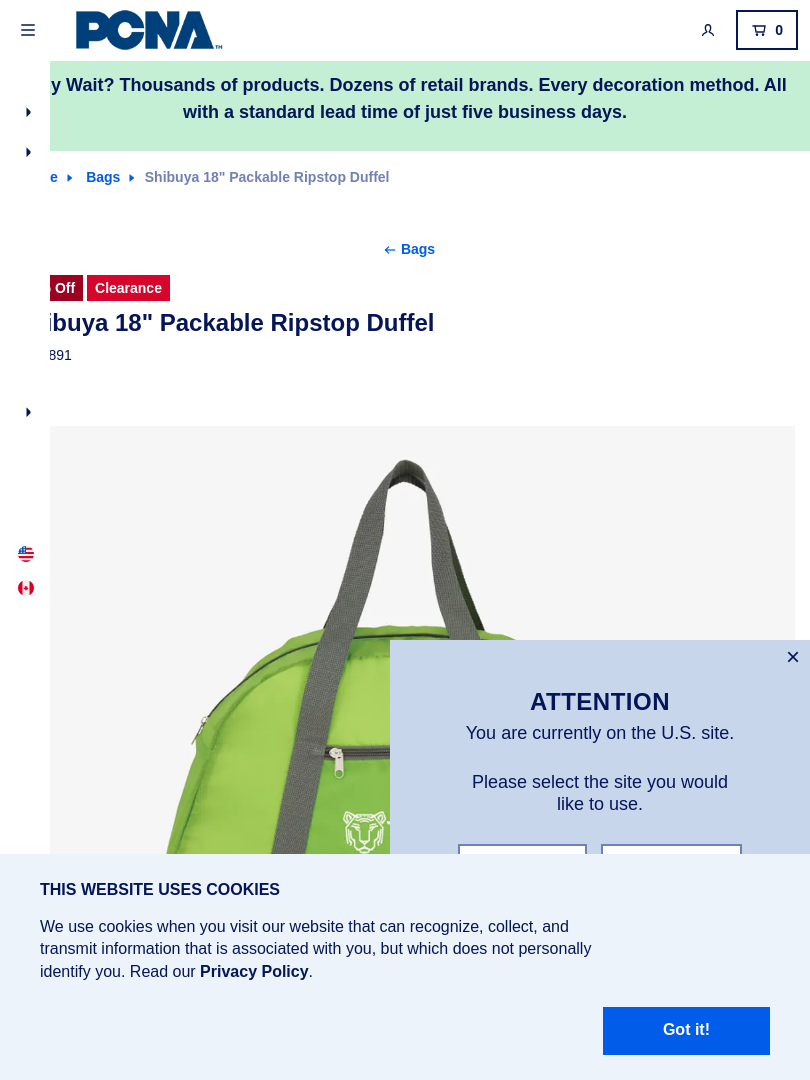 PCNA
0
y Wait? Thousands of products. Dozens of retail brands. Every decoration method. All
with a standard lead time of just five business days.
e Bags Shibuya 18" Packable Ripstop Duffel
Bags
Off Clearance
ibuya 18" Packable Ripstop Duffel
891
ATTENTION
You are currently on the U.S. site.
Please select the site you would
like to use.
THIS WEBSITE USES COOKIES
We use cookies when you visit our website that can recognize, collect, and
transmit information that is associated with you, but which does not personally
identify you. Read our Privacy Policy.
Got it!